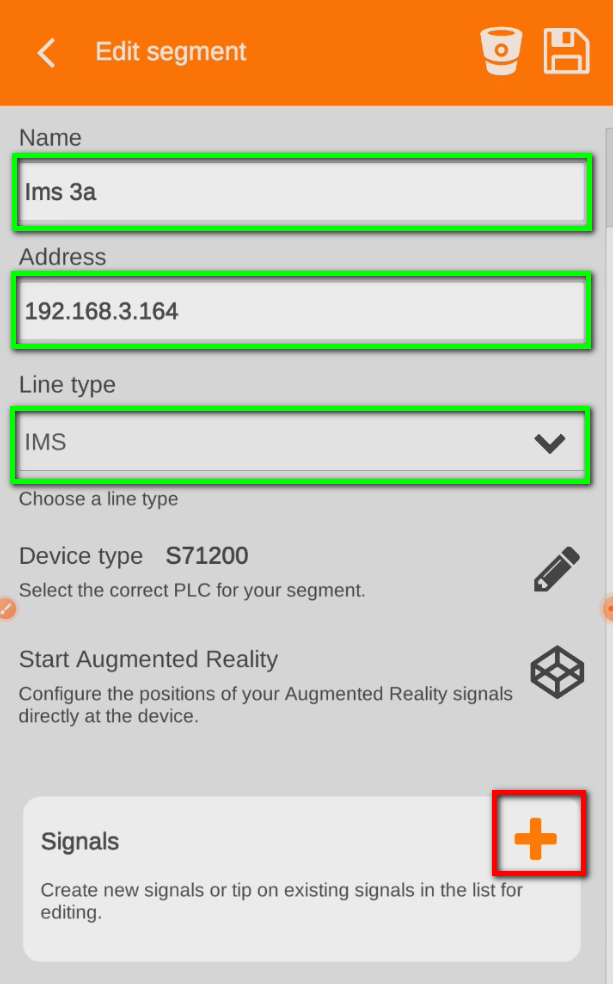 Edit segment
Name
Ims 3a
Address
192.168.3.164
Line type
IMS
Choose a line type
Device type S71200
Select the correct PLC for your segment.
Start Augmented Reality
Configure the positions of your Augmented Reality signals
directly at the device.
Signals
Create new signals or tip on existing signals in the list for
editing.